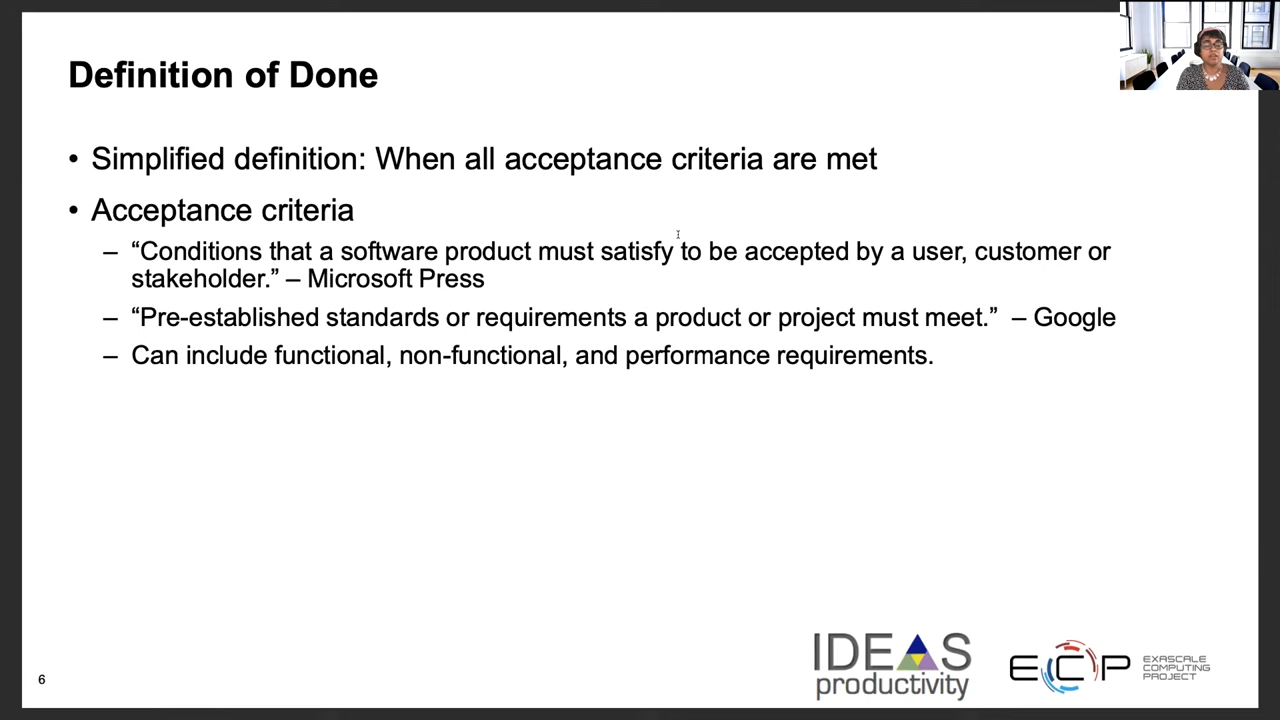 Definition of Done
• Simplified definition: When all acceptance criteria are met
• Acceptance criteria
– “Conditions that a software product must satisfy to be accepted by a user, customer or
stakeholder.” – Microsoft Press
– “Pre-established standards or requirements a product or project must meet.” – Google
– Can include functional, non-functional, and performance requirements.
6
IDEAS
productivity
ECP
EXASCALE
COMPUTING
PROJECT